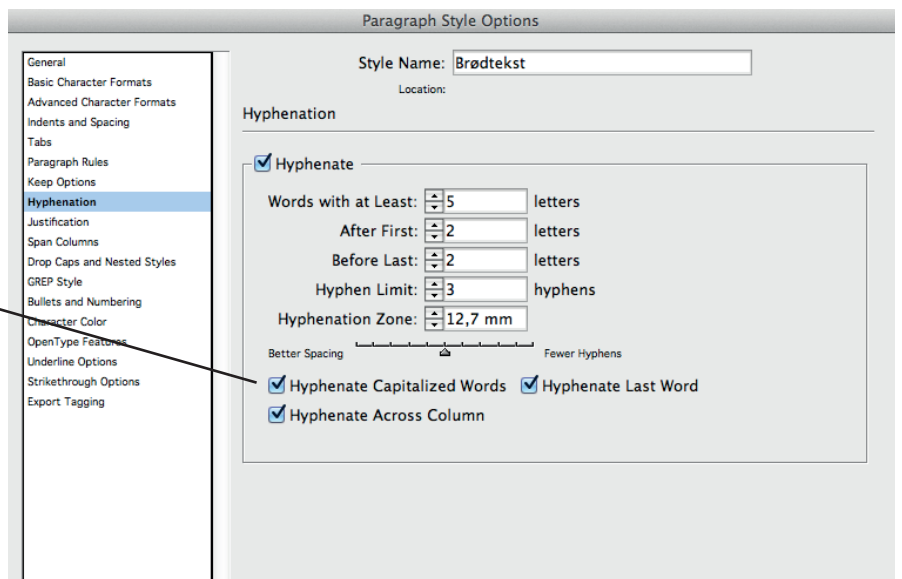 Paragraph Style Options
General
Basic Character Formats
Advanced Character Formats
Indents and Spacing
Tabs
Paragraph Rules
Keep Options
Hyphenation
Justification
Span Columns
Drop Caps and Nested Styles
GREP Style
Bullets and Numbering
Character Color
OpenType Features
Underline Options
Strikethrough Options
Export Tagging
Style Name: Brødtekst
Location:
Hyphenation
Hyphenate
Words with at Least: 5 letters
After First: 2 letters
Before Last: 2 letters
Hyphen Limit: 3 hyphens
Hyphenation Zone: 12,7 mm
Better Spacing Fewer Hyphens
Hyphenate Capitalized Words Hyphenate Last Word
Hyphenate Across Column